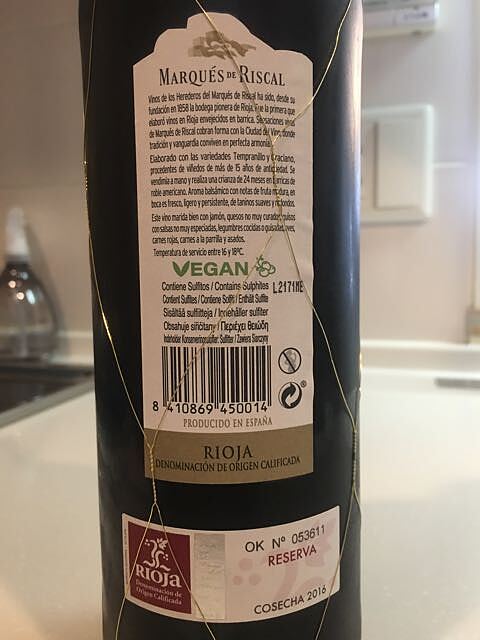 MARQUÉS DE RISCAL
Vinos de los Herederos del Marqués de Riscal ha sido, desde su
fundación en 1858 la bodega pionera de Rioja. Fue la primera que
elaboró vinos en Rioja envejecidos en barrica. Sensaciones
de Marqués de Riscal cobran forma con la Ciudad del Vino, donde
tradición y vanguardia conviven en perfecta armonía.
Elaborado con las variedades Tempranillo y Graciano,
procedentes de viñedos de más de 15 años de antigüedad. Se
vendimia a mano y realiza una crianza de 24 meses en barricas de
roble americano. Aroma balsámico con notas de fruta madura, en
boca es fresco, ligero y persistente, de taninos suaves y redondos.
Este vino marida bien con jamón, quesos no muy curados, guisos
con salsas no muy especiadas, legumbres cocidas o guisadas, aves,
carnes rojas, carnes a la parrilla y asados.
Temperatura de servicio entre 16 y 18ºC.
VEGAN
Contiene Sulfitos / Contains Sulphites L2171ME
Contient Sulfites / Contiene Solfiti / Enthält Sulfite
Sisältää sulfiitteja / Innehåller sulfiter
Obsahuje siřičitany / Περιέχει Θειώδη
Indeholder Konserveringsmidler: Sulfitter / Zawiera Siarczyny
8 410869 450014
PRODUCIDO EN ESPAÑA
RIOJA
DENOMINACIÓN DE ORIGEN CALIFICADA
OK Nº 053611
RESERVA
RIOJA
Denominación de
Origen Calificada
COSECHA 2016